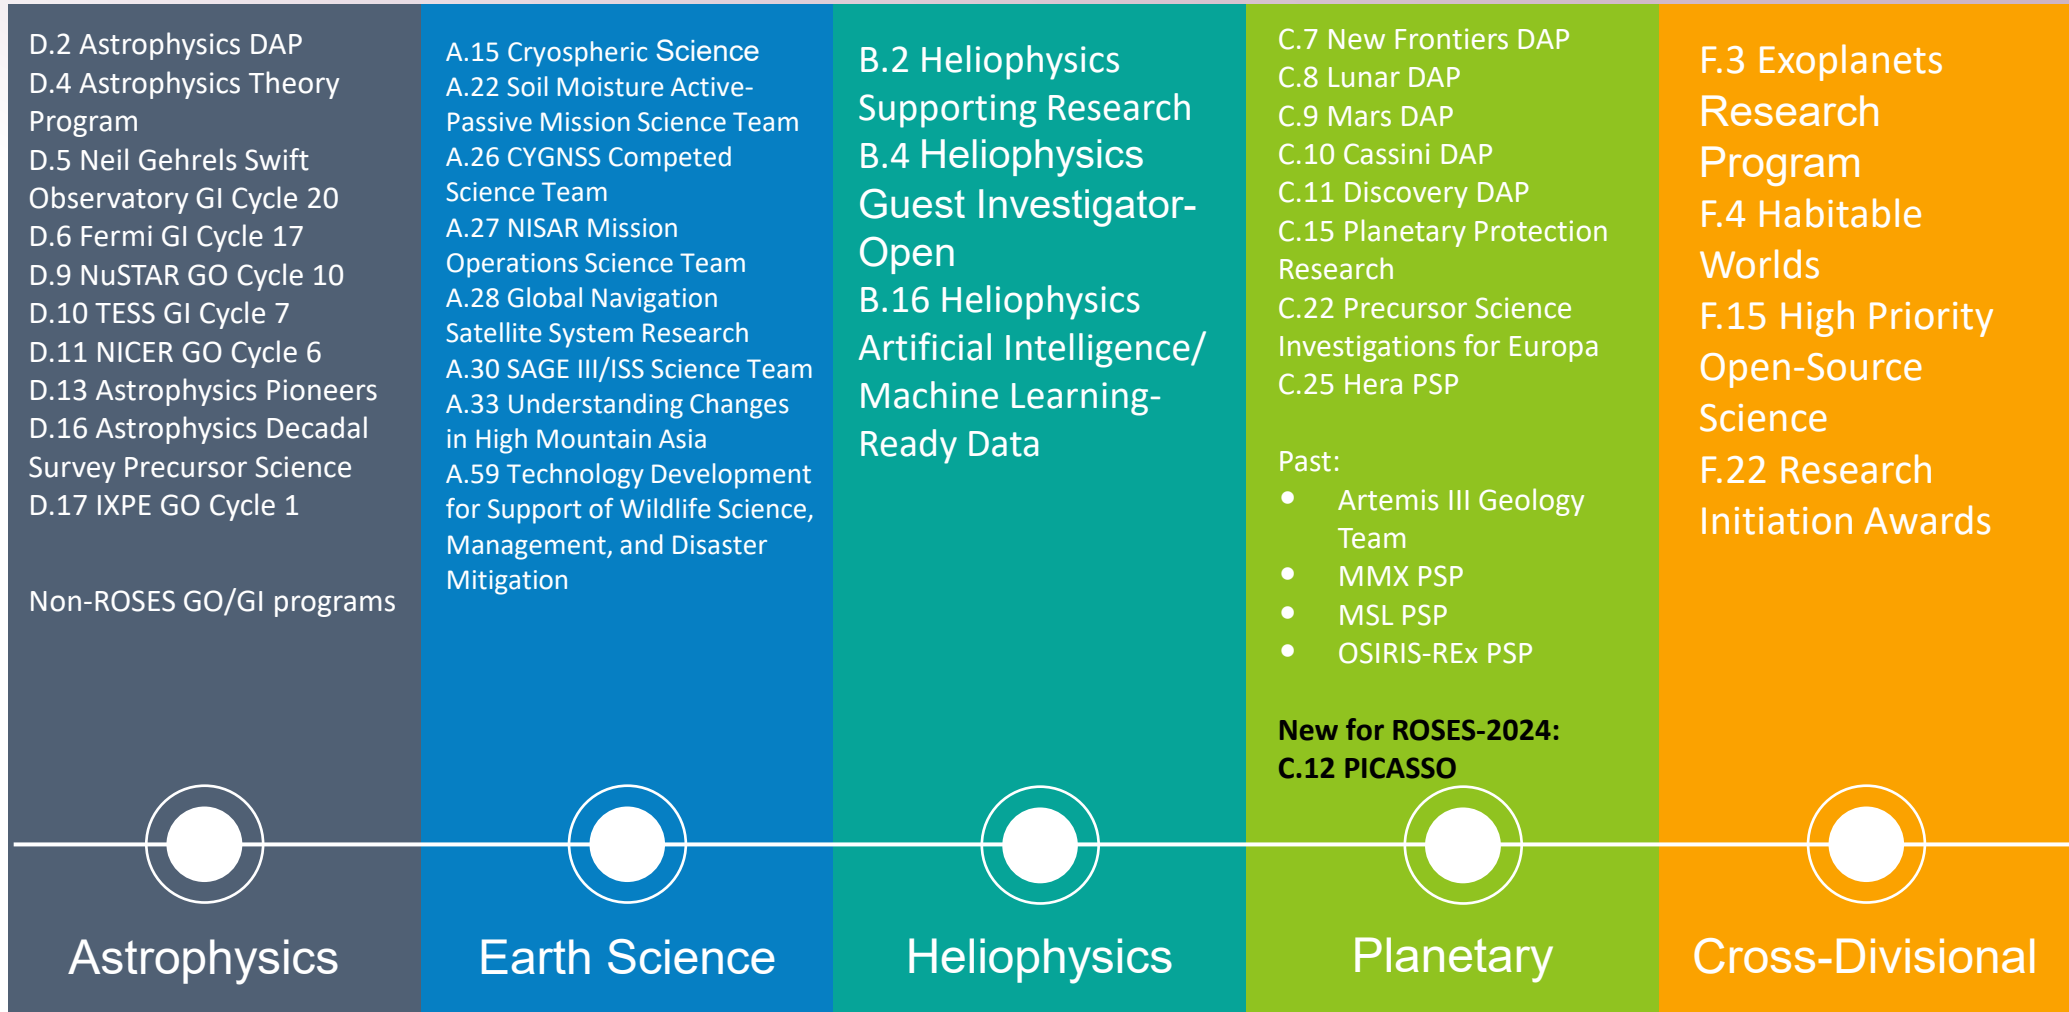 D.2 Astrophysics DAP
D.4 Astrophysics Theory
Program
D.5 Neil Gehrels Swift
Observatory GI Cycle 20
D.6 Fermi GI Cycle 17
D.9 NuSTAR GO Cycle 10
D.10 TESS GI Cycle 7
D.11 NICER GO Cycle 6
D.13 Astrophysics Pioneers
D.16 Astrophysics Decadal
Survey Precursor Science
D.17 IXPE GO Cycle 1
Non-ROSES GO/GI programs
Astrophysics
A.15 Cryospheric Science
A.22 Soil Moisture Active-
Passive Mission Science Team
A.26 CYGNSS Competed
Science Team
A.27 NISAR Mission
Operations Science Team
A.28 Global Navigation
Satellite System Research
A.30 SAGE III/ISS Science Team
A.33 Understanding Changes
in High Mountain Asia
A.59 Technology Development
for Support of Wildlife Science,
Management, and Disaster
Mitigation
Earth Science
B.2 Heliophysics
Supporting Research
B.4 Heliophysics
Guest Investigator-
Open
B.16 Heliophysics
Artificial Intelligence/
Machine Learning-
Ready Data
Heliophysics
C.7 New Frontiers DAP
C.8 Lunar DAP
C.9 Mars DAP
C.10 Cassini DAP
C.11 Discovery DAP
C.15 Planetary Protection
Research
C.22 Precursor Science
Investigations for Europa
C.25 Hera PSP
Past:
• Artemis III Geology
Team
• MMX PSP
• MSL PSP
• OSIRIS-REx PSP
New for ROSES-2024:
C.12 PICASSO
Planetary
F.3 Exoplanets
Research
Program
F.4 Habitable
Worlds
F.15 High Priority
Open-Source
Science
F.22 Research
Initiation Awards
Cross-Divisional